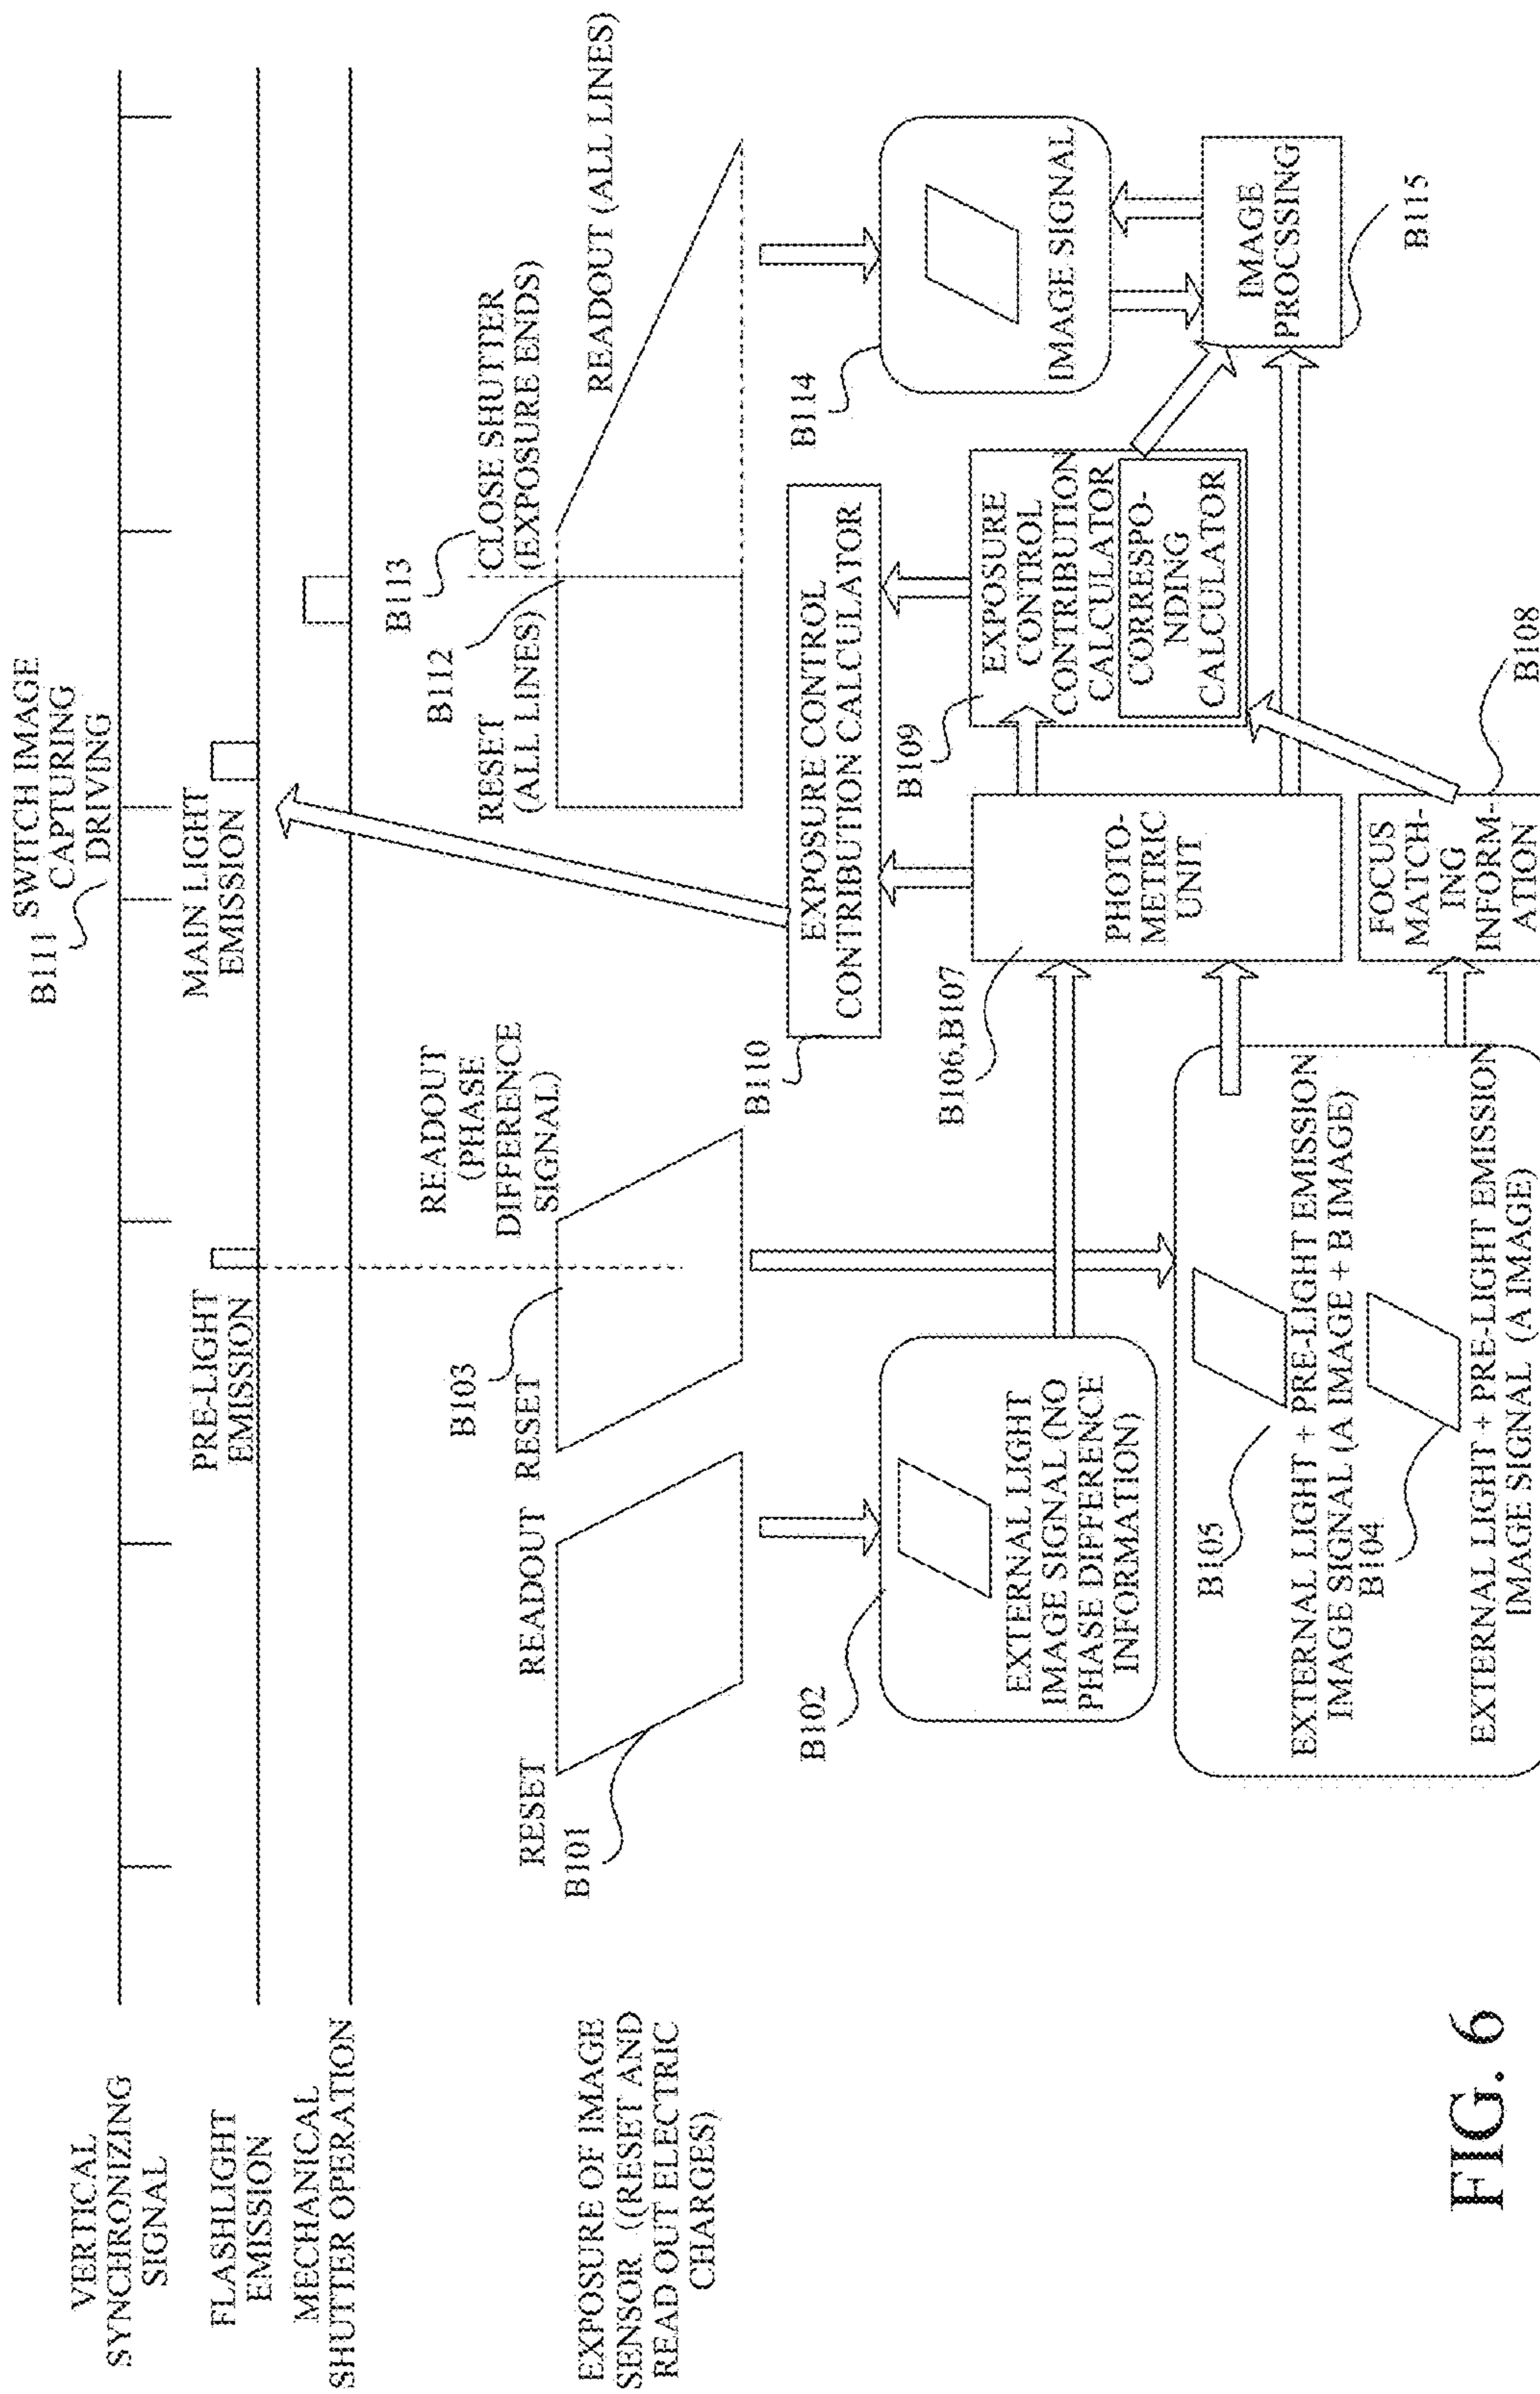 VERTICAL
SYNCHRONIZING
SIGNAL
FLASHLIGHT
EMISSION
MECHANICAL
SHUTTER OPERATION
EXPOSURE OF IMAGE
SENSOR ((RESET AND
READ OUT ELECTRIC
CHARGES)
B111
SWITCH IMAGE
CAPTURING
DRIVING
PRE-LIGHT
EMISSION
MAIN LIGHT
EMISSION
RESET
B101
READOUT
RESET
B103
READOUT
(PHASE
DIFFERENCE
SIGNAL)
RESET
(ALL LINES)
B112
B113
CLOSE SHUTTER
(EXPOSURE ENDS)
READOUT (ALL LINES)
B102
EXTERNAL LIGHT
IMAGE SIGNAL (NO
PHASE DIFFERENCE
INFORMATION)
B110
EXPOSURE CONTROL
CONTRIBUTION CALCULATOR
B114
IMAGE SIGNAL
B106,B107
PHOTO-
METRIC
UNIT
B109
EXPOSURE
CONTROL
CONTRIBUTION
CALCULATOR
CORRESPO-
NDING
CALCULATOR
IMAGE
PROCSSING
B115
B105
EXTERNAL LIGHT + PRE-LIGHT EMISSION
IMAGE SIGNAL (A IMAGE + B IMAGE)
B104
EXTERNAL LIGHT + PRE-LIGHT EMISSION
IMAGE SIGNAL (A IMAGE)
FOCUS
MATCH-
ING
INFORM-
ATION
B108
FIG. 6